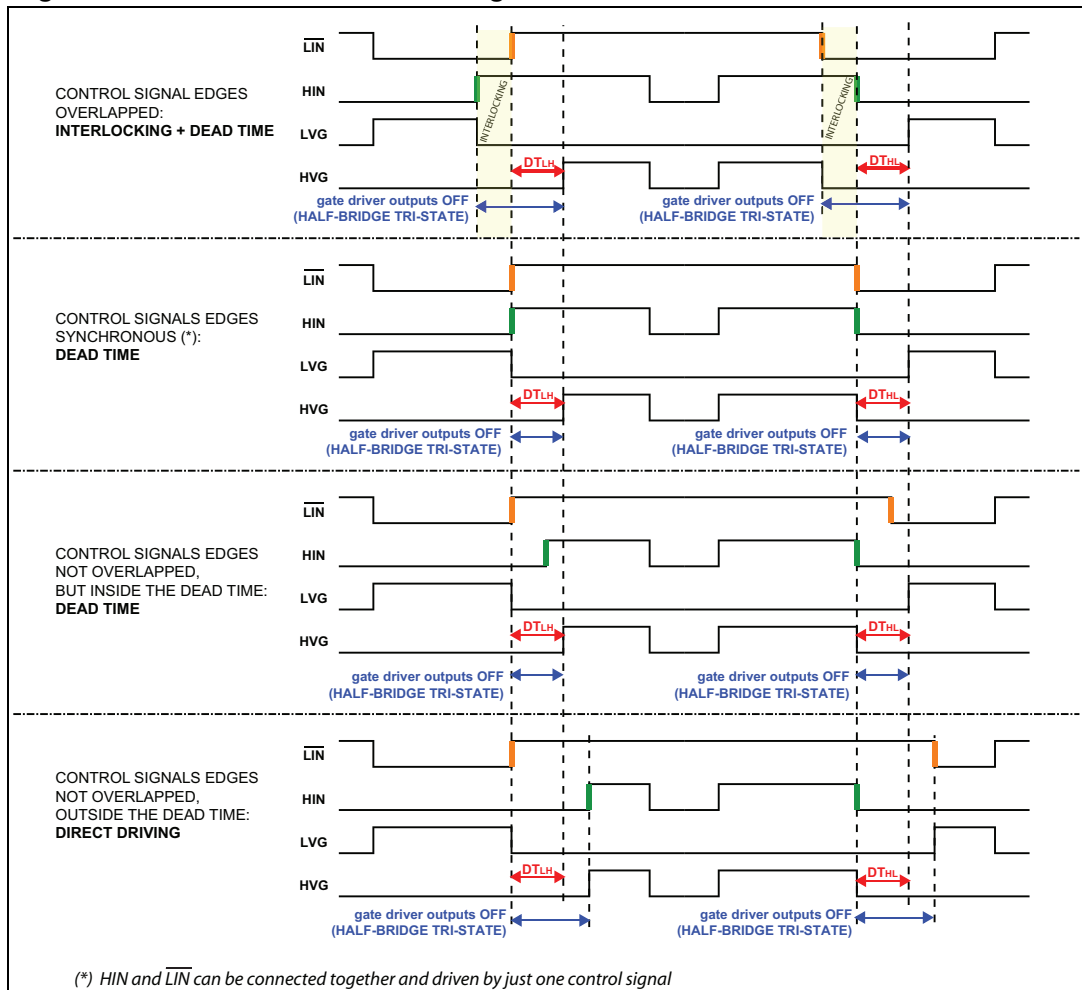 CONTROL SIGNAL EDGES
OVERLAPPED:
INTERLOCKING + DEAD TIME
LIN
HIN
LVG
HVG
INTERLOCKING
INTERLOCKING
DTLH
DTHL
gate driver outputs OFF
(HALF-BRIDGE TRI-STATE)
gate driver outputs OFF
(HALF-BRIDGE TRI-STATE)
CONTROL SIGNALS EDGES
SYNCHRONOUS (*):
DEAD TIME
LIN
HIN
LVG
HVG
DTLH
DTHL
gate driver outputs OFF
(HALF-BRIDGE TRI-STATE)
gate driver outputs OFF
(HALF-BRIDGE TRI-STATE)
CONTROL SIGNALS EDGES
NOT OVERLAPPED,
BUT INSIDE THE DEAD TIME:
DEAD TIME
LIN
HIN
LVG
HVG
DTLH
DTHL
gate driver outputs OFF
(HALF-BRIDGE TRI-STATE)
gate driver outputs OFF
(HALF-BRIDGE TRI-STATE)
CONTROL SIGNALS EDGES
NOT OVERLAPPED,
OUTSIDE THE DEAD TIME:
DIRECT DRIVING
LIN
HIN
LVG
HVG
DTLH
DTHL
gate driver outputs OFF
(HALF-BRIDGE TRI-STATE)
gate driver outputs OFF
(HALF-BRIDGE TRI-STATE)
(*) HIN and LIN can be connected together and driven by just one control signal